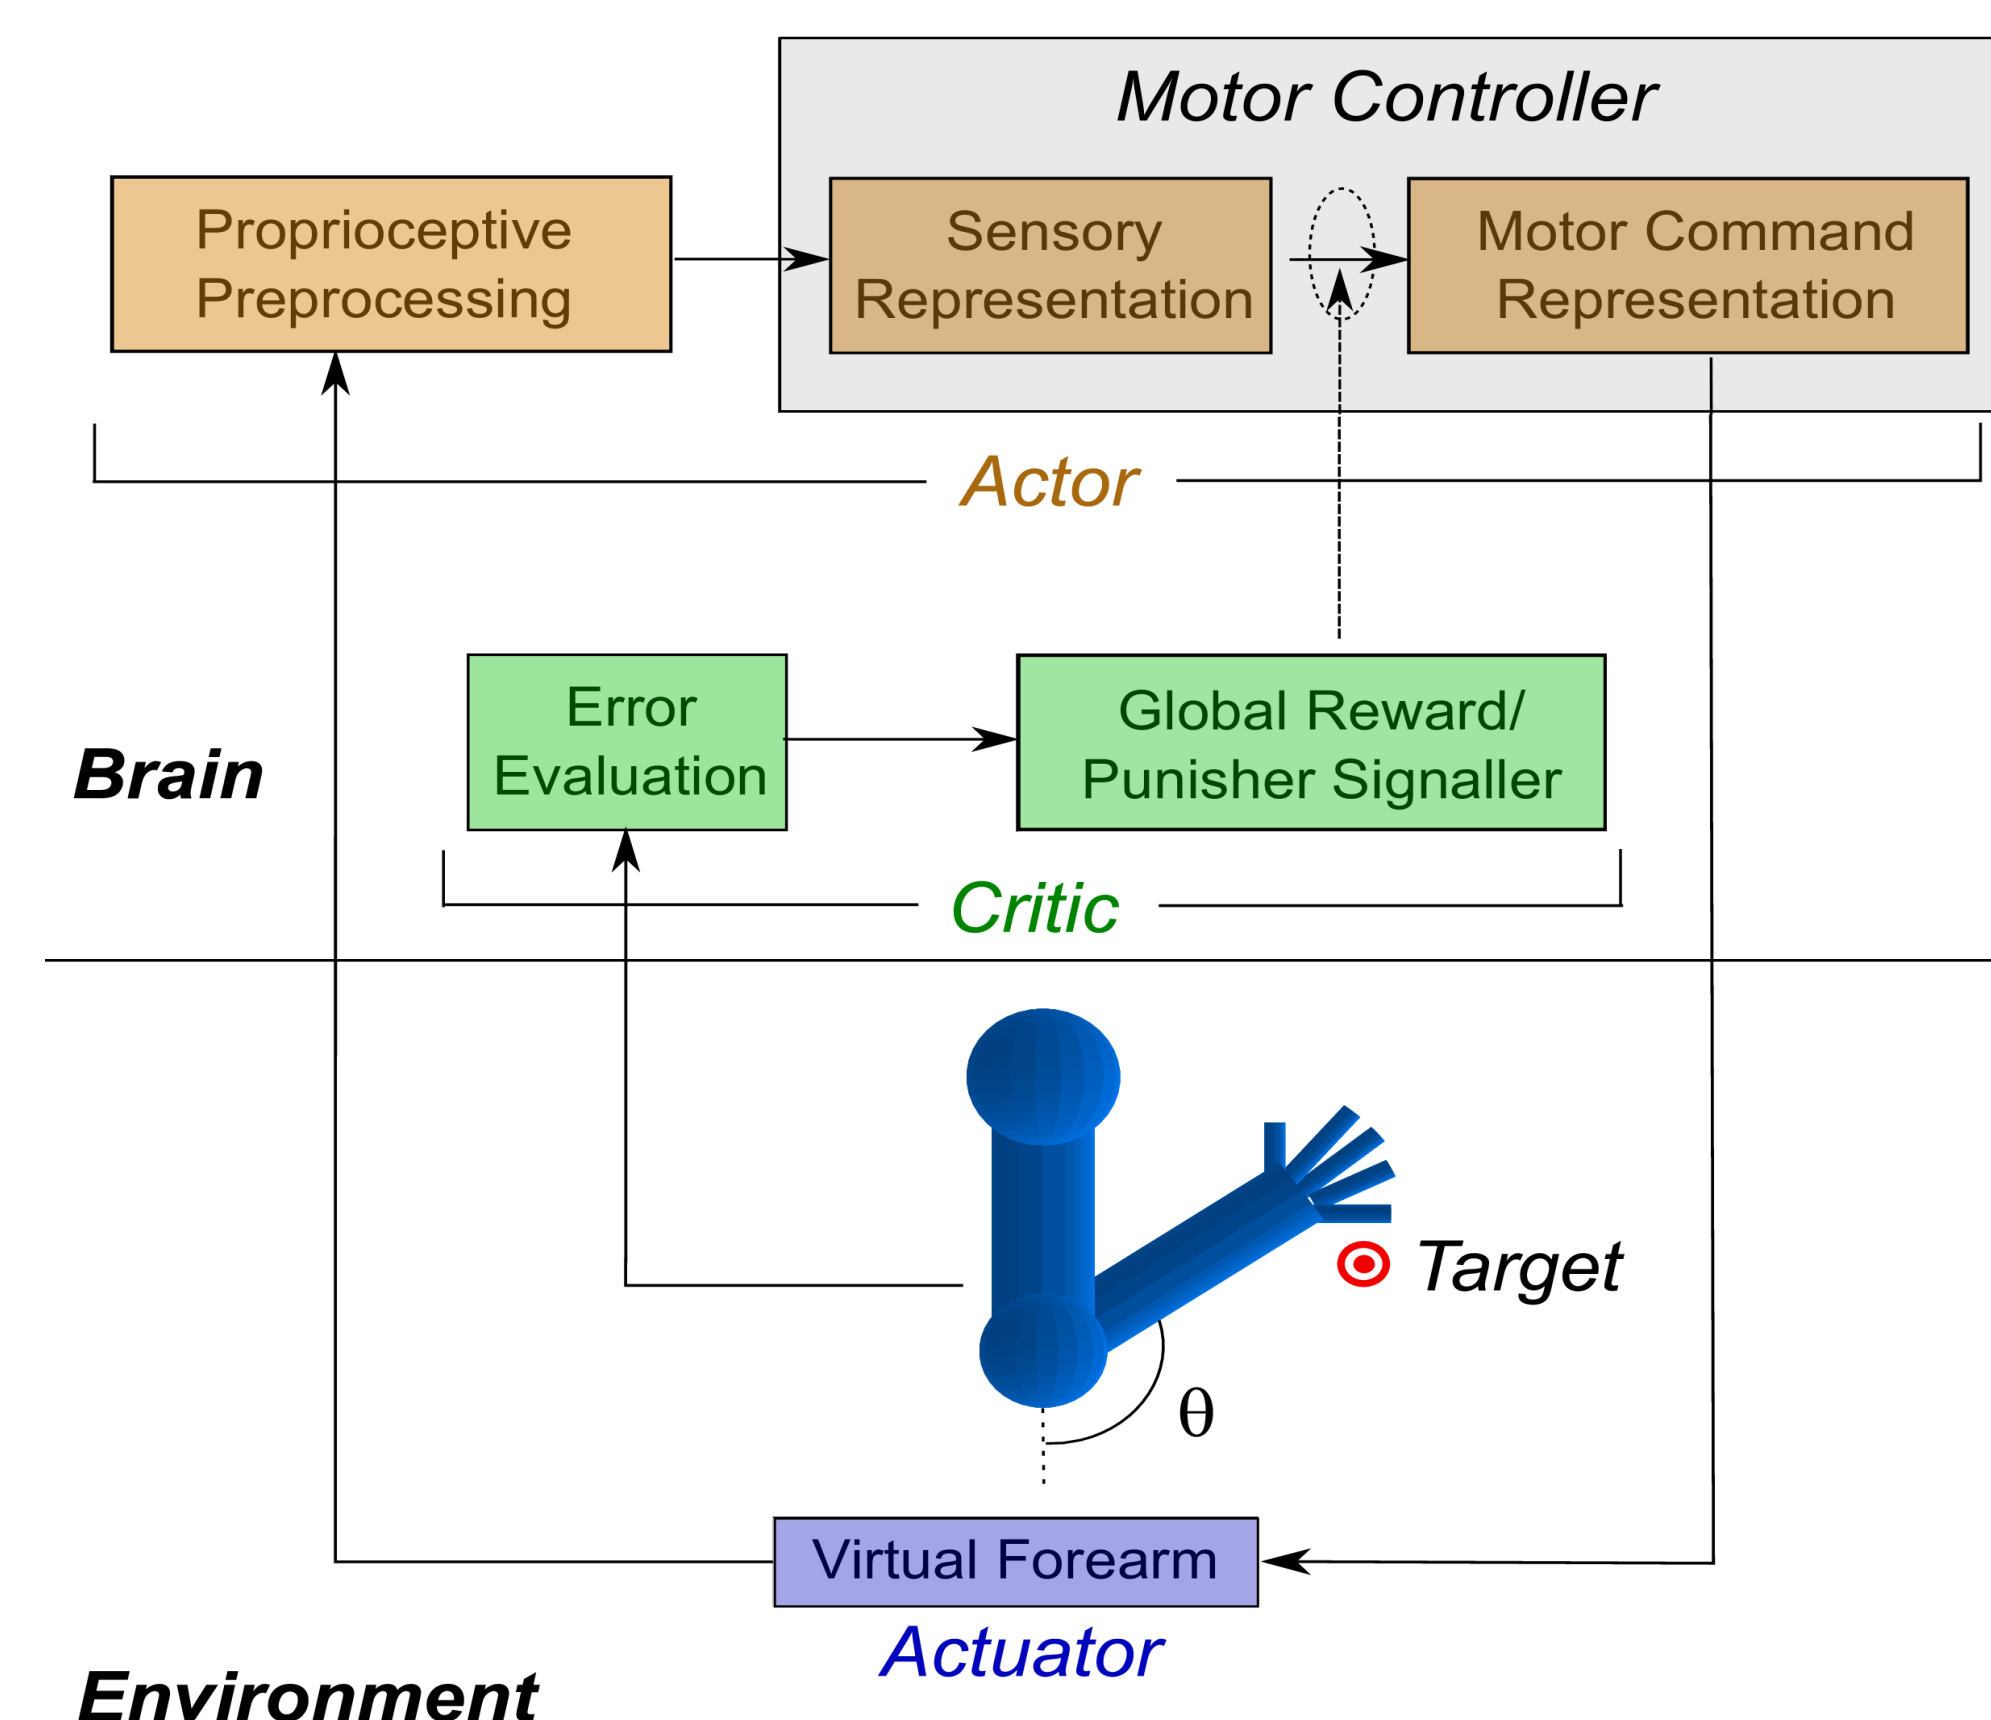 Motor Controller
Proprioceptive
Preprocessing
Sensory
Representation
Motor Command
Representation
Actor
Error
Evaluation
Global Reward/
Punisher Signaller
Brain
Critic
Target
θ
Virtual Forearm
Actuator
Environment